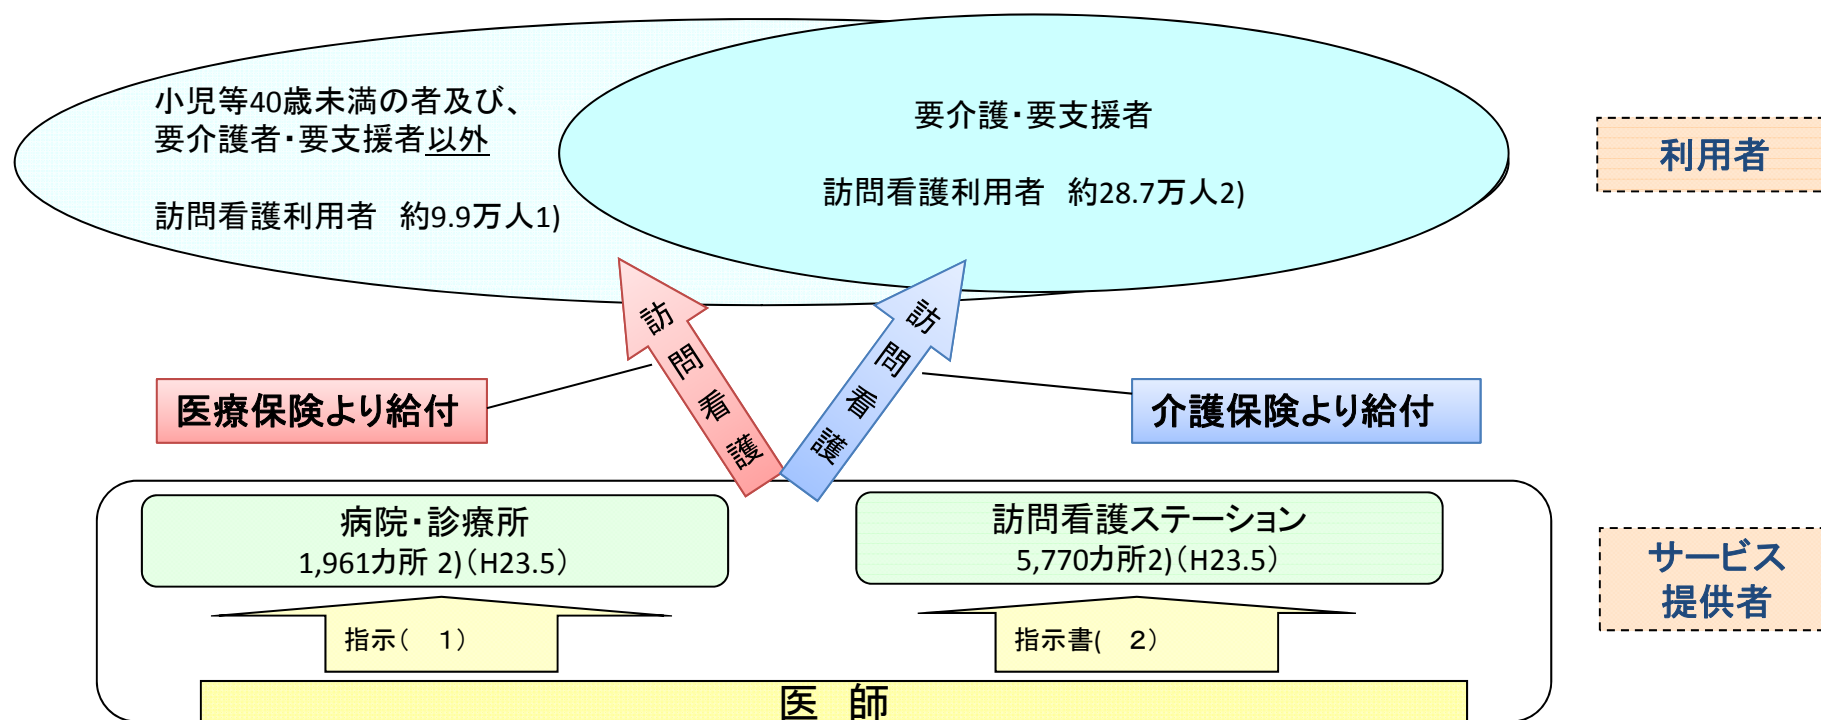 小児等40歳未満の者及び、
要介護者・要支援者以外
訪問看護利用者　約9.9万人1)
要介護・要支援者
訪問看護利用者　約28.7万人2)
利用者
訪問看護
訪問看護
医療保険より給付
介護保険より給付
病院・診療所
1,961カ所 2)（H23.5）
訪問看護ステーション
5,770カ所2)（H23.5）
サービス
提供者
指示（　1）
指示書(　2）
医　師